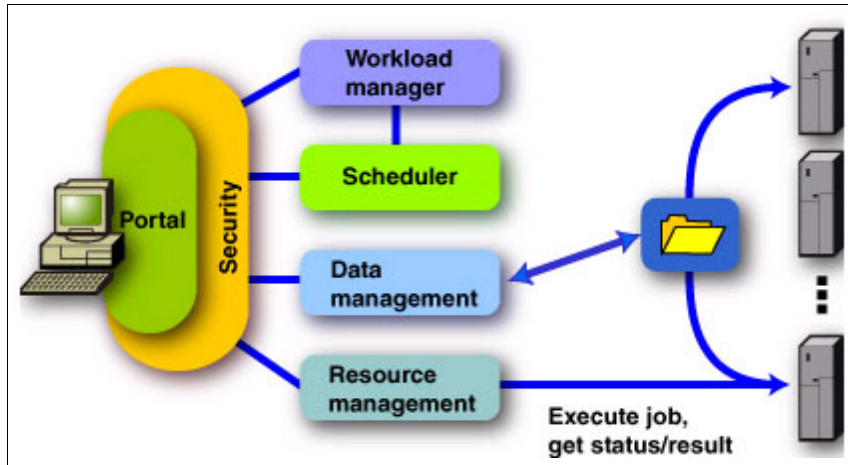 Workload
manager
Scheduler
Portal
Security
Data
management
Resource
management
Execute job,
get status/result